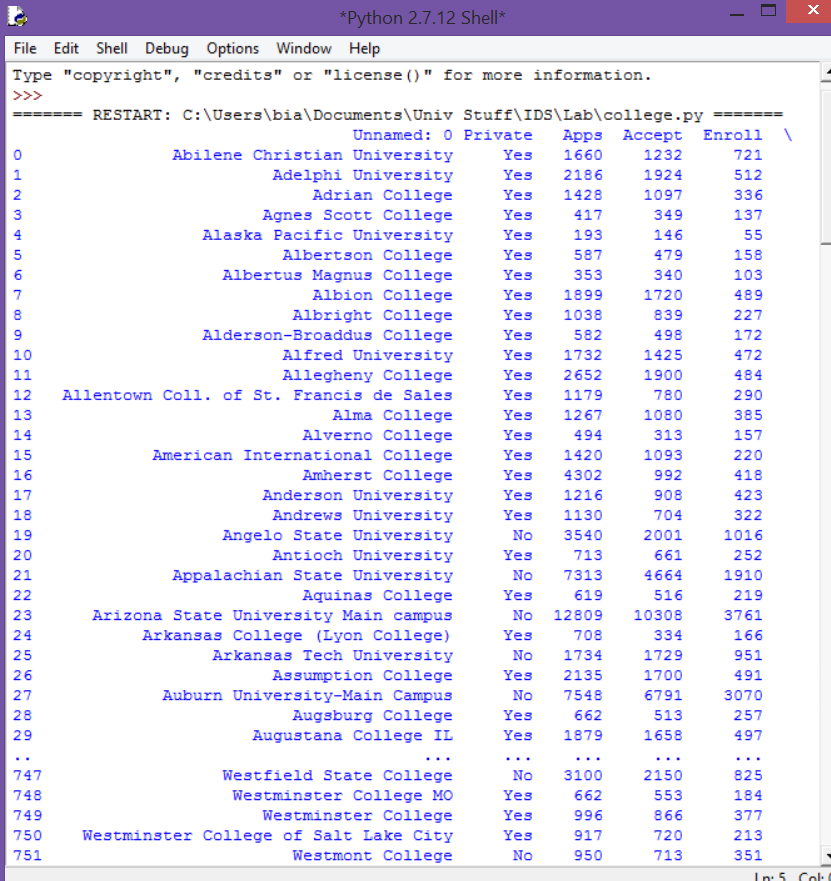 *Python 2.7.12 Shell*
File Edit Shell Debug Options Window Help
Type "copyright", "credits" or "license()" for more information.
>>>
======= RESTART: C:\Users\bia\Documents\Univ Stuff\IDS\Lab\college.py =======
Unnamed: 0 Private Apps Accept Enroll \
0 Abilene Christian University Yes 1660 1232 721
1 Adelphi University Yes 2186 1924 512
2 Adrian College Yes 1428 1097 336
3 Agnes Scott College Yes 417 349 137
4 Alaska Pacific University Yes 193 146 55
5 Albertson College Yes 587 479 158
6 Albertus Magnus College Yes 353 340 103
7 Albion College Yes 1899 1720 489
8 Albright College Yes 1038 839 227
9 Alderson-Broaddus College Yes 582 498 172
10 Alfred University Yes 1732 1425 472
11 Allegheny College Yes 2652 1900 484
12 Allentown Coll. of St. Francis de Sales Yes 1179 780 290
13 Alma College Yes 1267 1080 385
14 Alverno College Yes 494 313 157
15 American International College Yes 1420 1093 220
16 Amherst College Yes 4302 992 418
17 Anderson University Yes 1216 908 423
18 Andrews University Yes 1130 704 322
19 Angelo State University No 3540 2001 1016
20 Antioch University Yes 713 661 252
21 Appalachian State University No 7313 4664 1910
22 Aquinas College Yes 619 516 219
23 Arizona State University Main campus No 12809 10308 3761
24 Arkansas College (Lyon College) Yes 708 334 166
25 Arkansas Tech University No 1734 1729 951
26 Assumption College Yes 2135 1700 491
27 Auburn University-Main Campus No 7548 6791 3070
28 Augsburg College Yes 662 513 257
29 Augustana College IL Yes 1879 1658 497
.. ... ... ... ... ...
747 Westfield State College No 3100 2150 825
748 Westminster College MO Yes 662 553 184
749 Westminster College Yes 996 866 377
750 Westminster College of Salt Lake City Yes 917 720 213
751 Westmont College No 950 713 351
Ln: 5 Col: